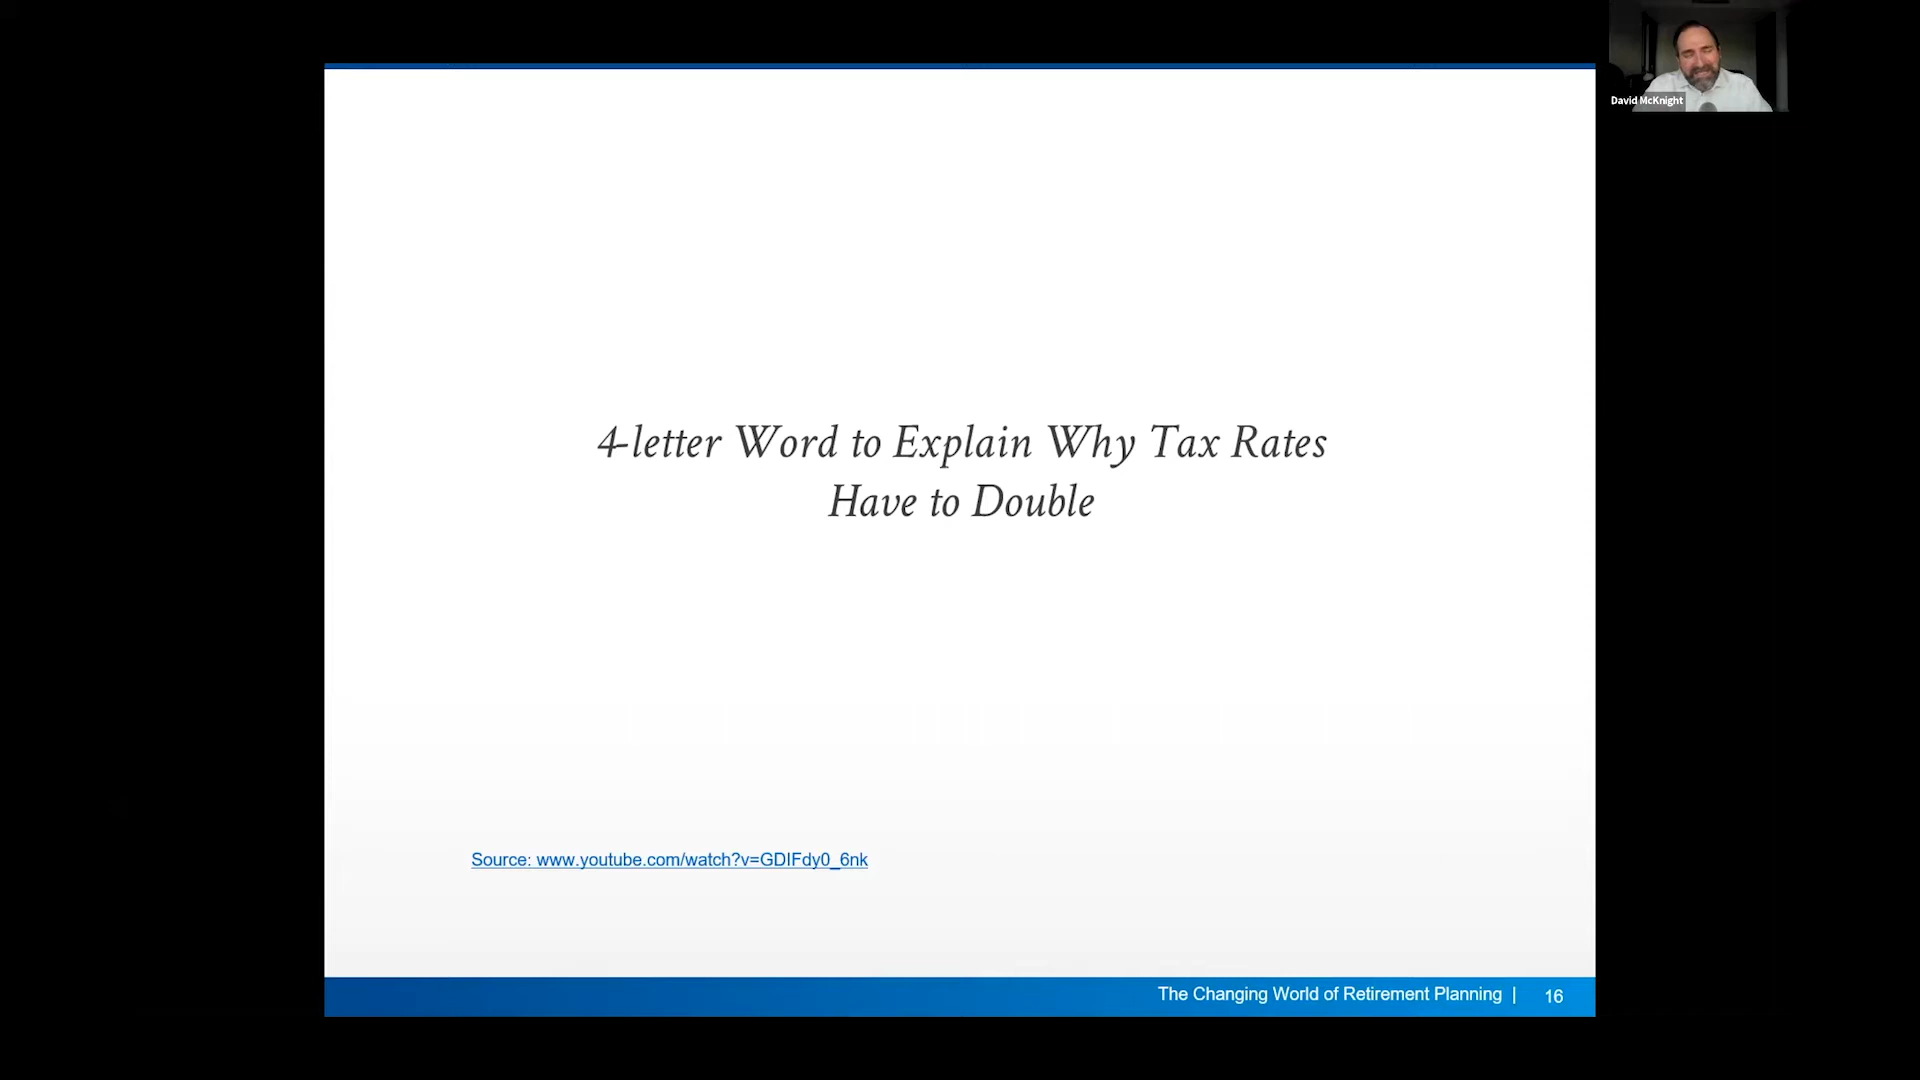 David McKnight
4-letter Word to Explain Why Tax Rates
Have to Double
Source: www.youtube.com/watch?v=GDIFdy0_6nk
The Changing World of Retirement Planning | 16